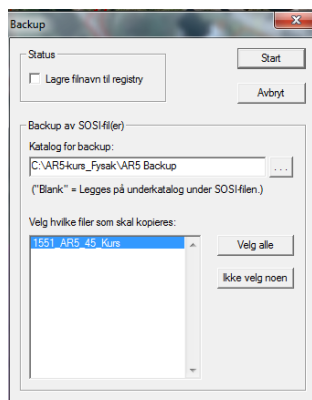 Backup
Status
Lagre filnavn til registry
Start
Avbryt
Backup av SOSI-fil(er)
Katalog for backup:
C:\AR5-kurs_Fysak\AR5 Backup
...
("Blank" = Legges på underkatalog under SOSI-filen.)
Velg hvilke filer som skal kopieres:
1551_AR5_45_Kurs
Velg alle
Ikke velg noen